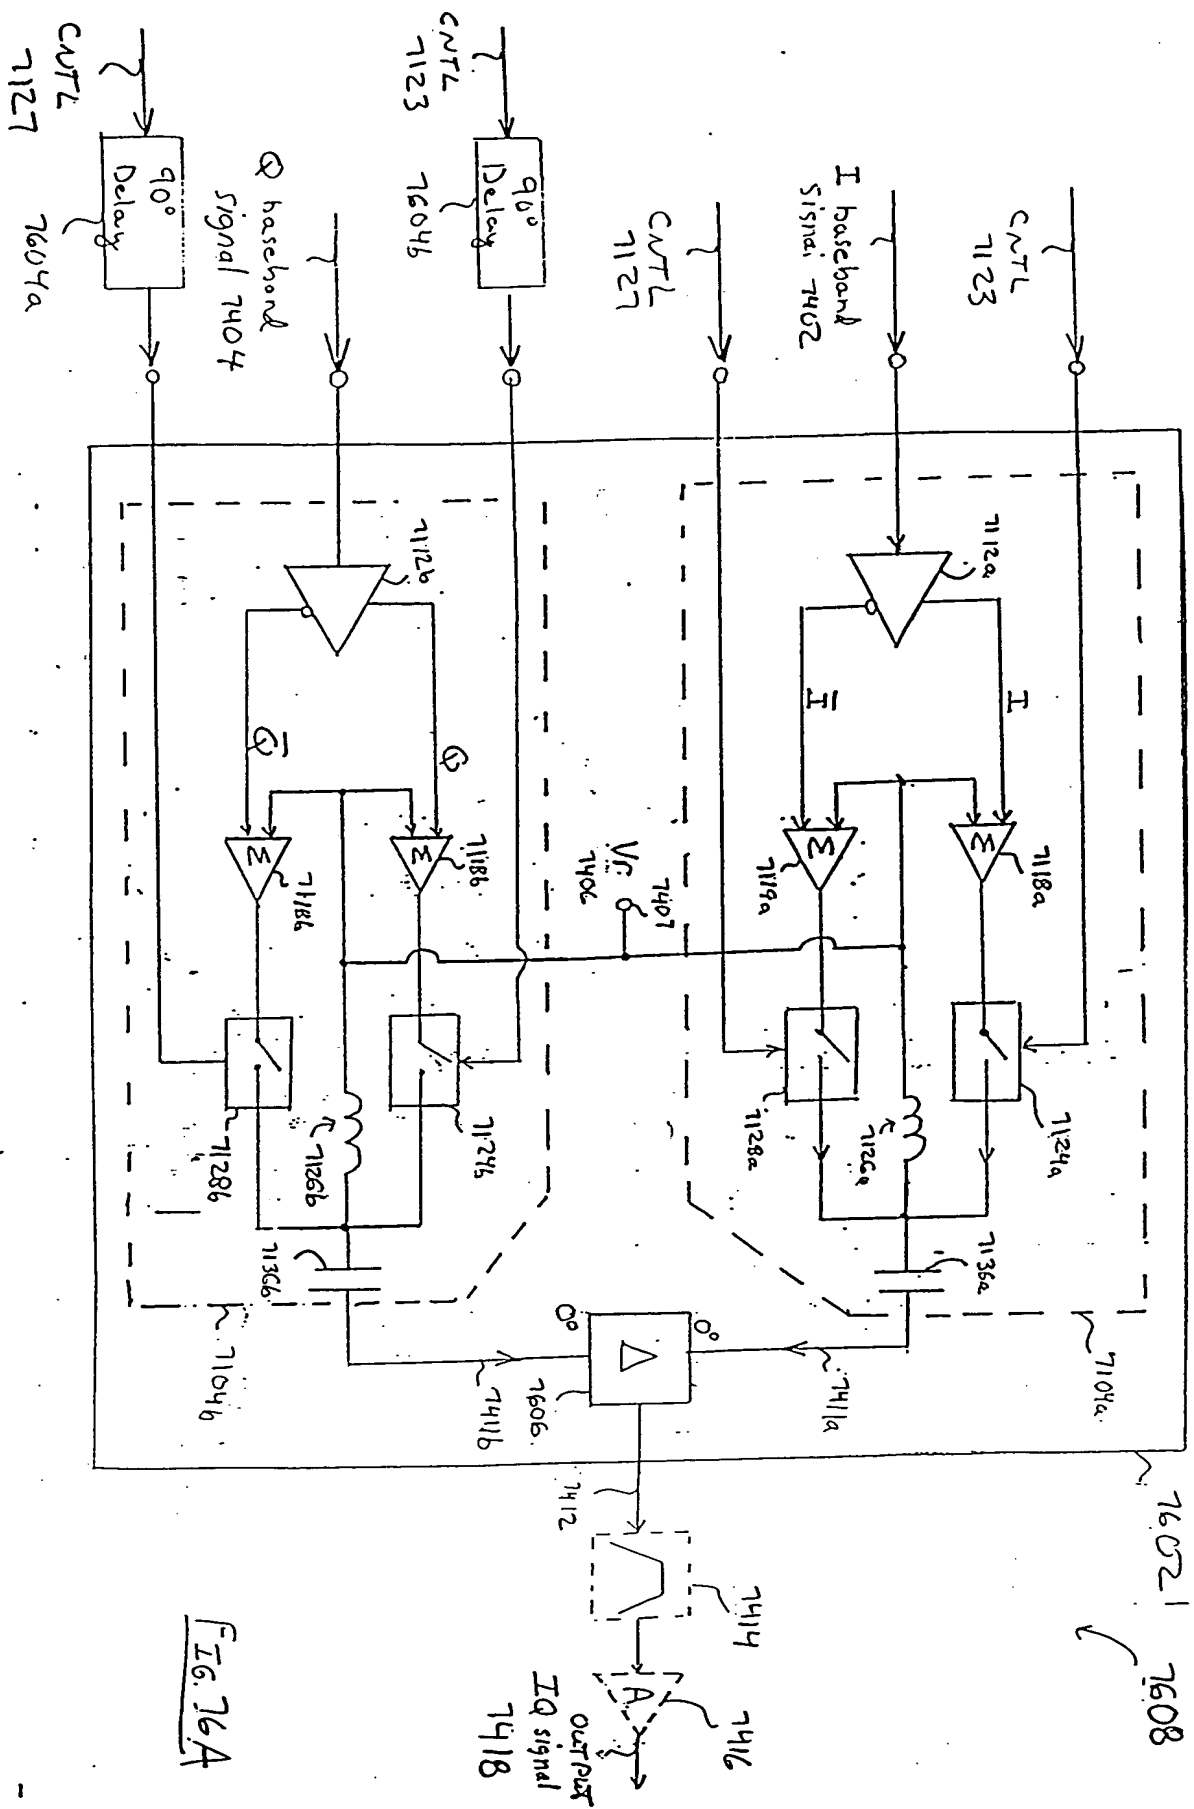 7602
7608
CNTL
7123
7112a
I
Σ
7118a
7124a
7136a
7104a
I baseband
signal 7402
Ī
Σ
7119a
7126a
7128a
CNTL
7127
0°
7411a
7414
7416
A
Vr
7406
7407
7606
7412
OUTPUT
IQ signal
7418
0°
7411b
CNTL
7123
90°
Delay
7604b
7112b
Q
Σ
7118b
7124b
Q baseband
signal 7404
Q̄
Σ
7118b
7126b
7128b
7136b
7104b
90°
Delay
7604a
CNTL
7127
FIG. 76A